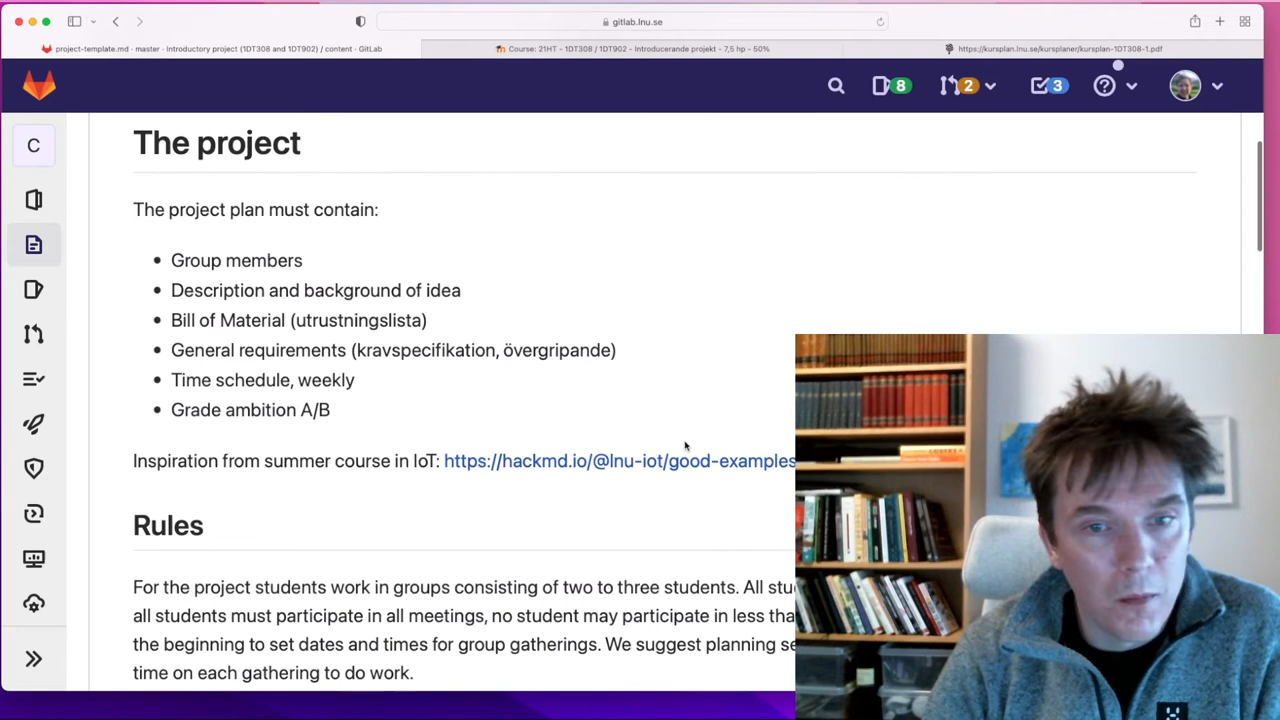 gitlab.lnu.se
project-template.md · master · Introductory project (1DT308 and 1DT902) / content · GitLab
Course: 21HT - 1DT308 / 1DT902 - Introducerande projekt - 7,5 hp - 60%
https://kursplan.lnu.se/kursplaner/kursplan-1DT308-1.pdf
8
2
3
C
The project
The project plan must contain:
• Group members
• Description and background of idea
• Bill of Material (utrustningslista)
• General requirements (kravspecifikation, övergripande)
• Time schedule, weekly
• Grade ambition A/B
Inspiration from summer course in IoT: https://hackmd.io/@lnu-iot/good-examples
Rules
For the project students work in groups consisting of two to three students. All stu
all students must participate in all meetings, no student may participate in less tha
the beginning to set dates and times for group gatherings. We suggest planning se
time on each gathering to do work.